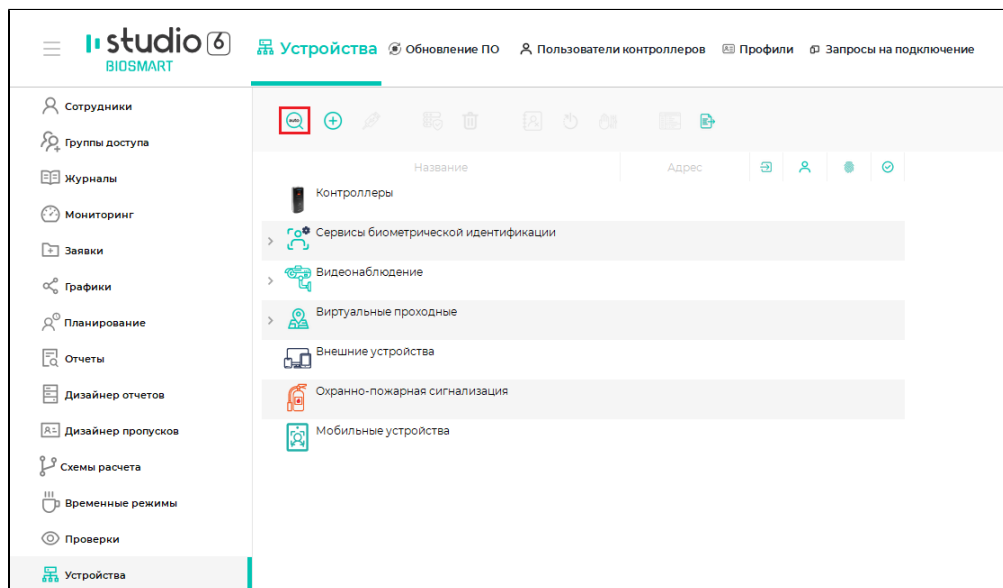 studio 6
BIOSMART
Устройства
Обновление ПО
Пользователи контроллеров
Профили
Запросы на подключение
Сотрудники
Группы доступа
Журналы
Мониторинг
Заявки
Графики
Планирование
Отчеты
Дизайнер отчетов
Дизайнер пропусков
Схемы расчета
Временные режимы
Проверки
Устройства
auto
Название
Адрес
Контроллеры
Сервисы биометрической идентификации
Видеонаблюдение
Виртуальные проходные
Внешние устройства
Охранно-пожарная сигнализация
Мобильные устройства